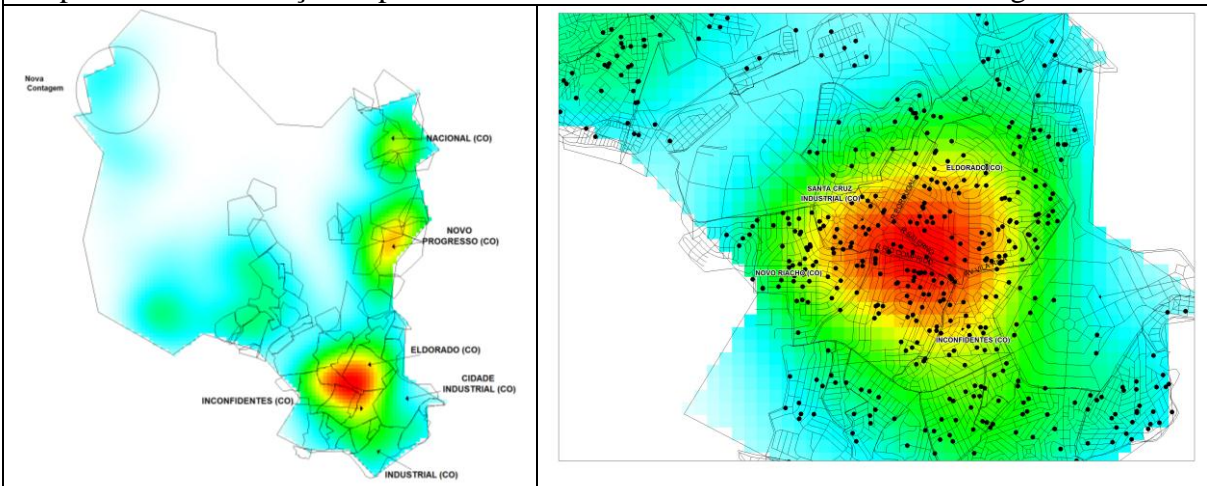 Nova
Contagem
NACIONAL (CO)
NOVO
PROGRESSO (CO)
ELDORADO (CO)
CIDADE
INDUSTRIAL (CO)
INCONFIDENTES (CO)
INDUSTRIAL (CO)
ELDORADO (CO)
SANTA CRUZ
INDUSTRIAL (CO)
NOVO RIACHO (CO)
INCONFIDENTES (CO)